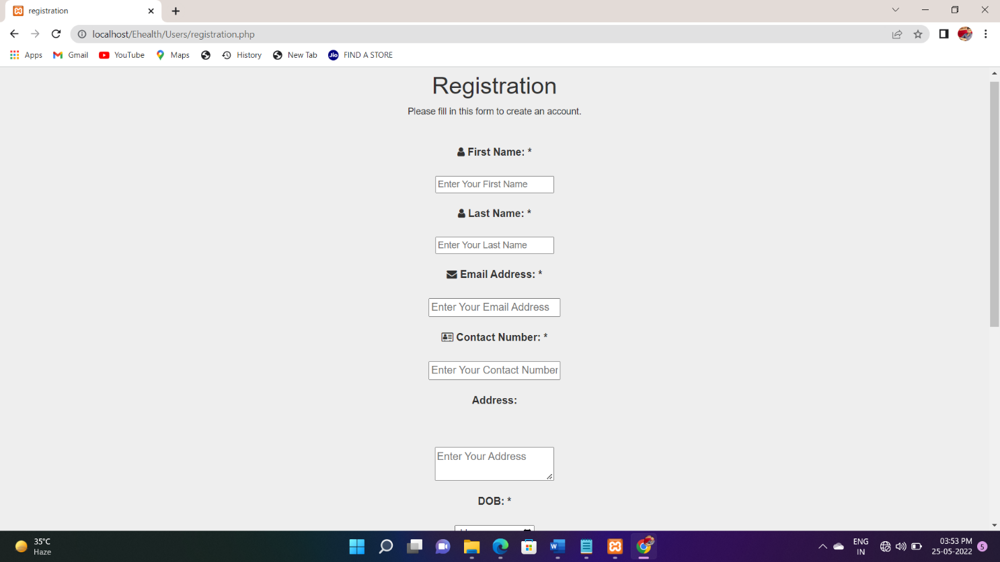 registration
localhost/Ehealth/Users/registration.php
Apps Gmail YouTube Maps History New Tab Jio FIND A STORE
Registration
Please fill in this form to create an account.
First Name: *
Enter Your First Name
Last Name: *
Enter Your Last Name
Email Address: *
Enter Your Email Address
Contact Number: *
Enter Your Contact Number
Address:
Enter Your Address
DOB: *
35°C
Haze
W
ENG
IN
03:53 PM
25-05-2022
5